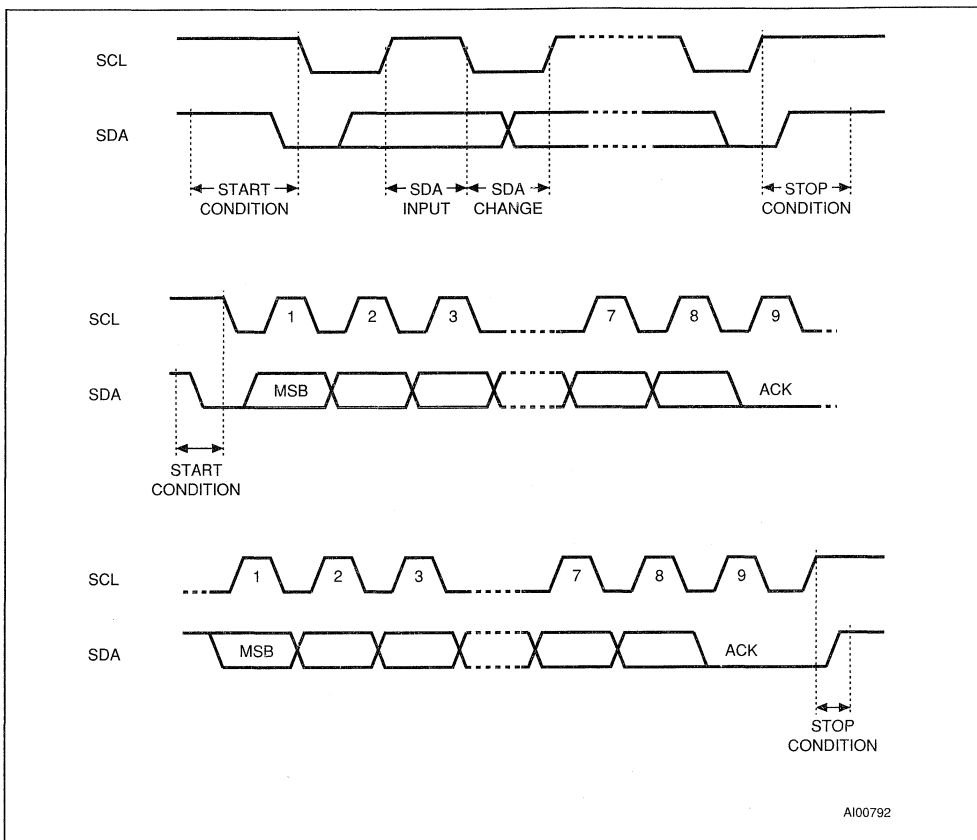 SCL
SDA
START
CONDITION
SDA
INPUT
SDA
CHANGE
STOP
CONDITION
SCL
1 2 3 7 8 9
SDA
MSB
ACK
START
CONDITION
SCL
1 2 3 7 8 9
SDA
MSB
ACK
STOP
CONDITION
AI00792